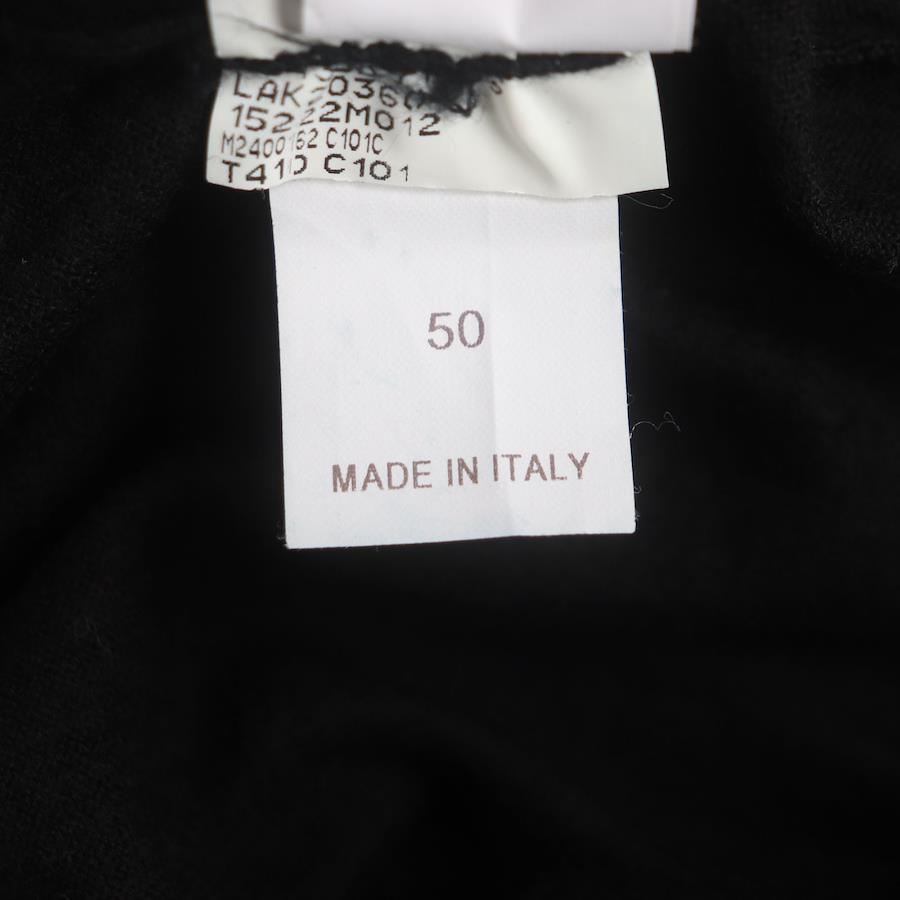 15222M012
M2400162 C101C
T410 C101
50
MADE IN ITALY